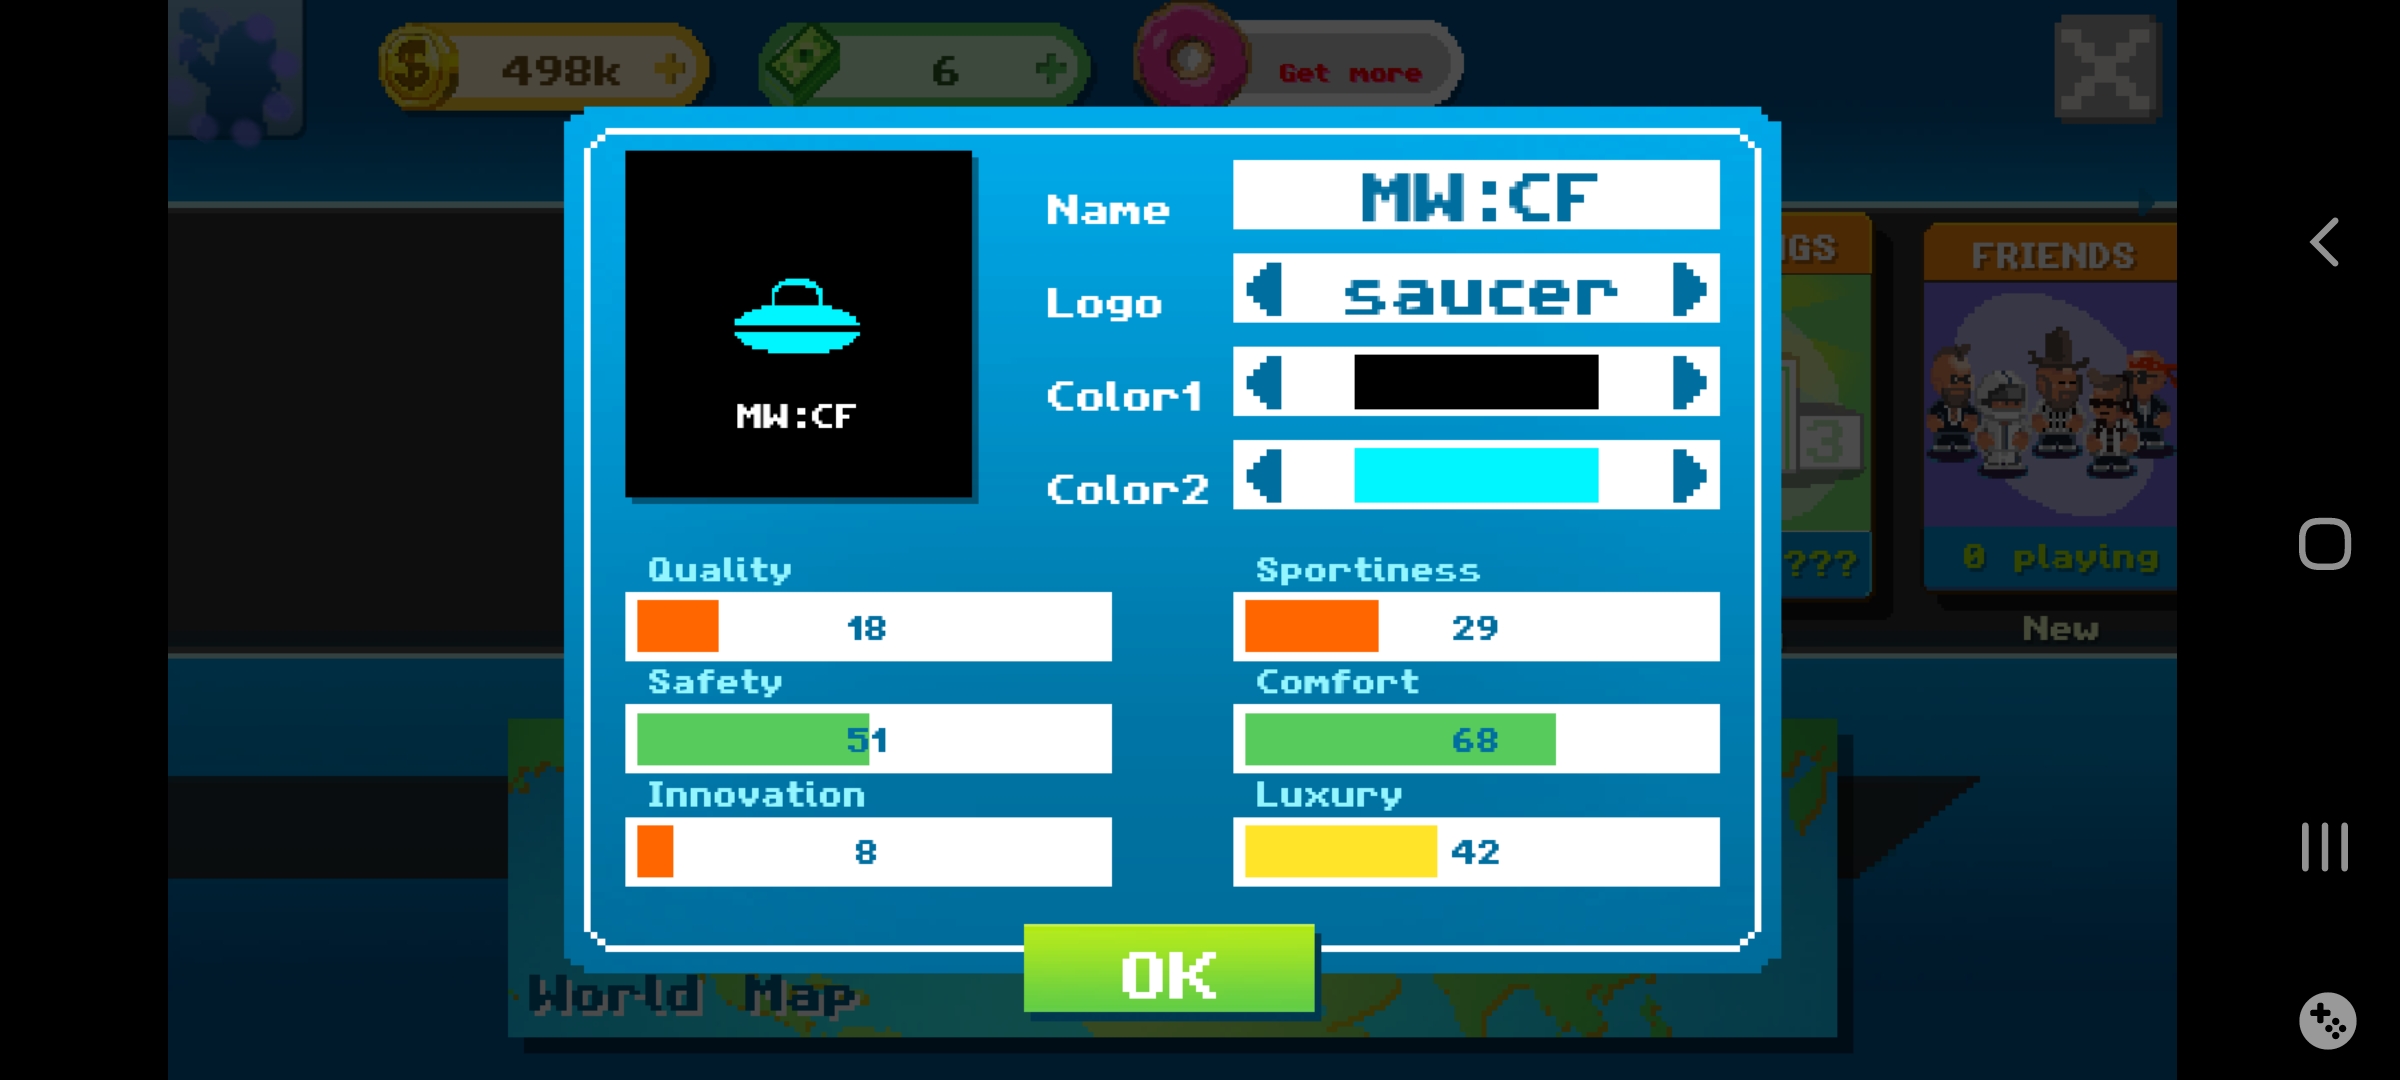 498k
6
Get more
Name
MW:CF
Logo
saucer
Color1
Color2
MW:CF
Quality
18
Sportiness
29
Safety
51
Comfort
68
Innovation
8
Luxury
42
OK
GS
3
???
FRIENDS
0 playing
New
World Map